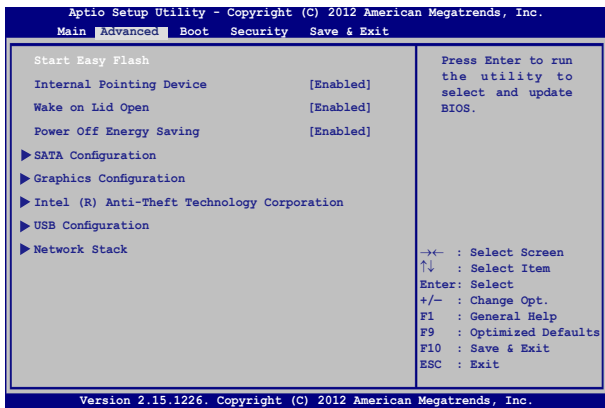 Aptio Setup Utility - Copyright (C) 2012 American Megatrends, Inc.
Main Advanced Boot Security Save & Exit
Start Easy Flash
Internal Pointing Device [Enabled]
Wake on Lid Open [Enabled]
Power Off Energy Saving [Enabled]
▶ SATA Configuration
▶ Graphics Configuration
▶ Intel (R) Anti-Theft Technology Corporation
▶ USB Configuration
▶ Network Stack
Press Enter to run
the utility to
select and update
BIOS.
→← : Select Screen
↑↓ : Select Item
Enter: Select
+/— : Change Opt.
F1 : General Help
F9 : Optimized Defaults
F10 : Save & Exit
ESC : Exit
Version 2.15.1226. Copyright (C) 2012 American Megatrends, Inc.